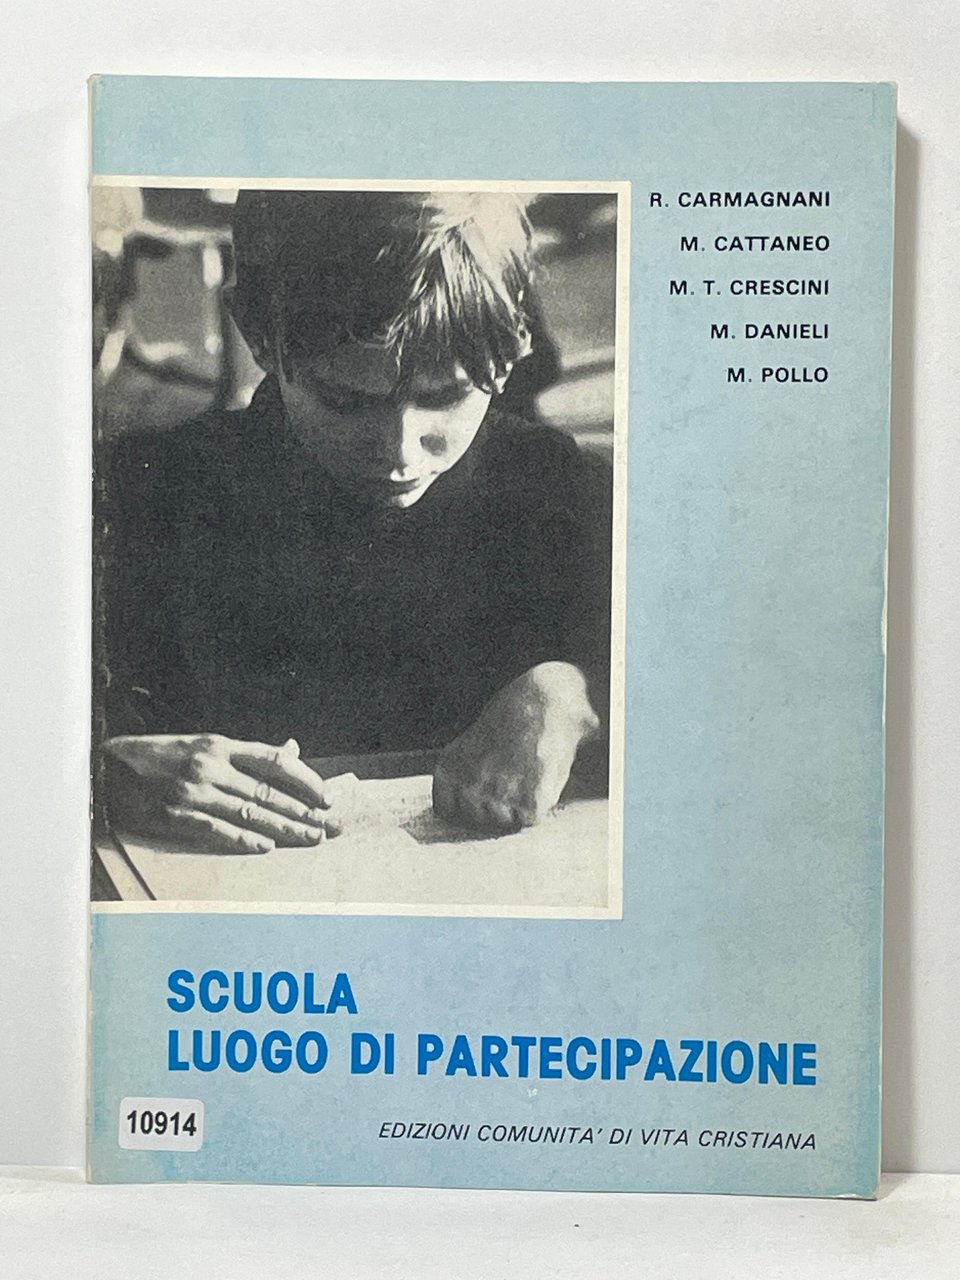 R. CARMAGNANI
M. CATTANEO
M. T. CRESCINI
M. DANIELI
M. POLLO
SCUOLA
LUOGO DI PARTECIPAZIONE
10914
EDIZIONI COMUNITA' DI VITA CRISTIANA